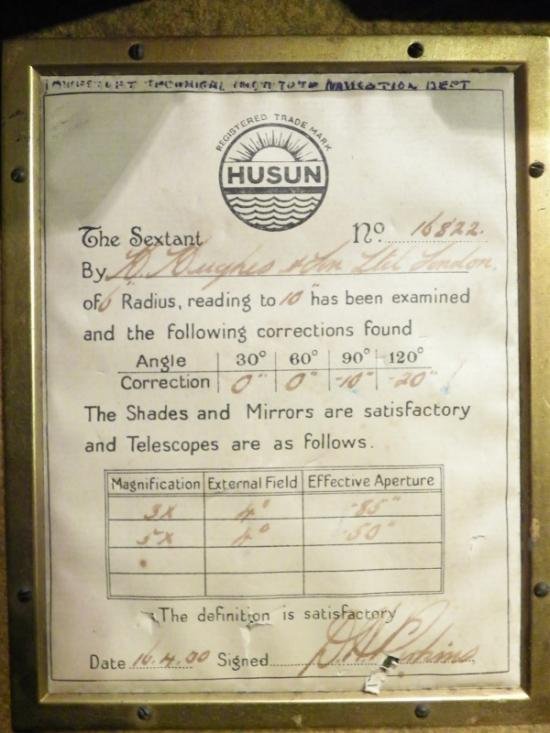 LOWESTOFT TECHNICAL INSTITUTE NAVIGATION DEPT
REGISTERED TRADE MARK
HUSUN
The Sextant No. 16822.
By H. Hughes & Son Ltd London.
of 6" Radius, reading to 10" has been examined
and the following corrections found
Angle 30° 60° 90° 120°
Correction 0" 0" -10" -20"
The Shades and Mirrors are satisfactory
and Telescopes are as follows.
Magnification External Field Effective Aperture
3X 4° .85"
5X 4° .50"
The definition is satisfactory
Date 16.4. Signed